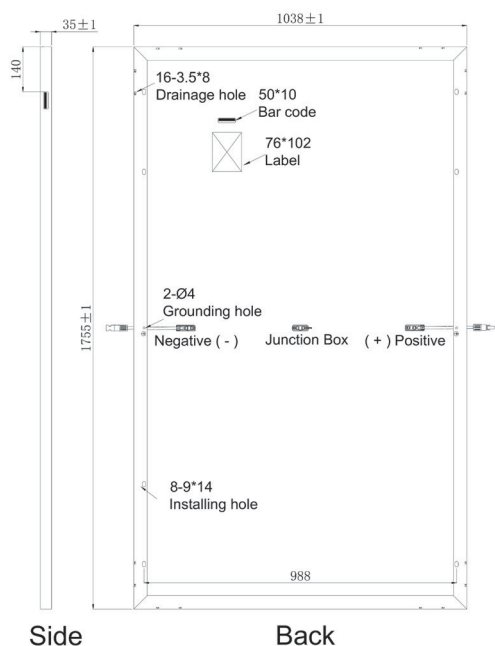 35±1
1038±1
140
16-3.5*8
Drainage hole
50*10
Bar code
76*102
Label
1755±1
2-Ø4
Grounding hole
Negative ( - )
Junction Box
( + ) Positive
8-9*14
Installing hole
988
Side
Back